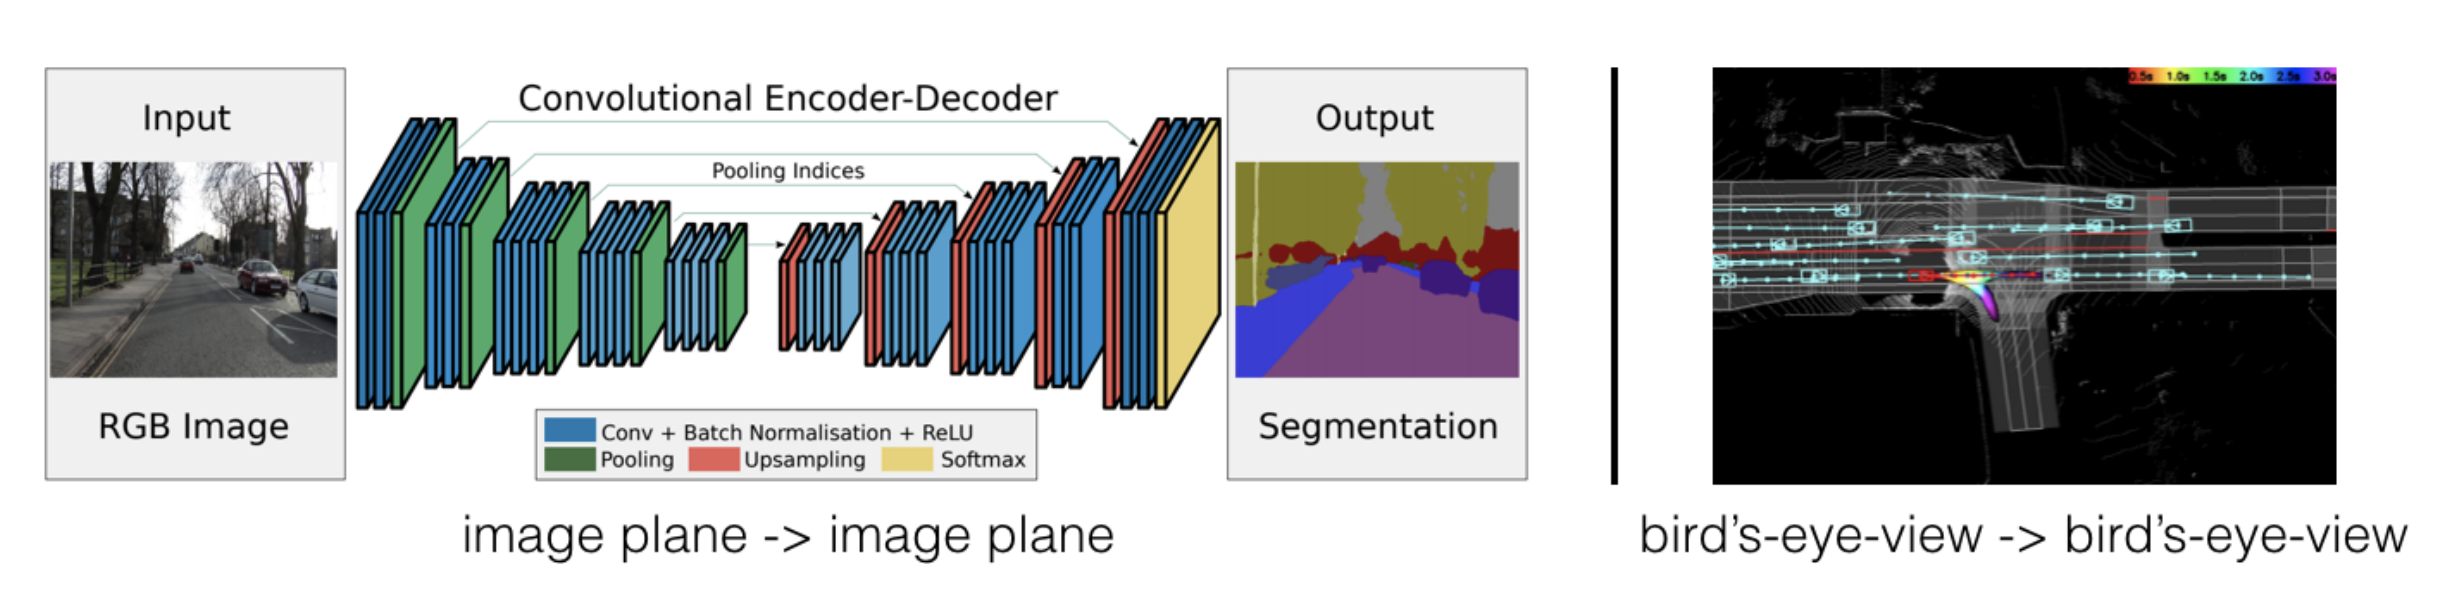 Input
RGB Image
Convolutional Encoder-Decoder
Pooling Indices
Conv + Batch Normalisation + ReLU
Pooling Upsampling Softmax
Output
Segmentation
image plane -> image plane
0.5s 1.0s 1.5s 2.0s 2.5s 3.0s
bird's-eye-view -> bird's-eye-view